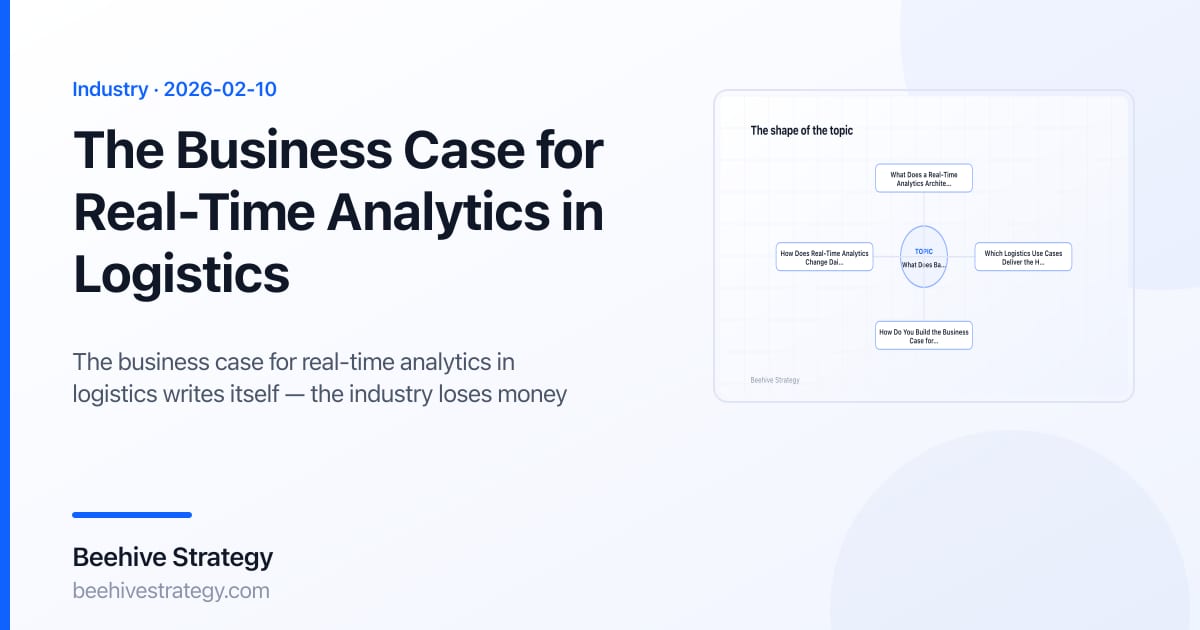 Industry · 2026-02-10
The Business Case for
Real-Time Analytics in
Logistics
The business case for real-time analytics in
logistics writes itself — the industry loses money
Beehive Strategy
beehivestrategy.com
The shape of the topic
What Does a Real-Time
Analytics Archite...
How Does Real-Time Analytics
Change Dai...
TOPIC
What Does Ba...
Which Logistics Use Cases
Deliver the H...
How Do You Build the Business
Case for...
Beehive Strategy